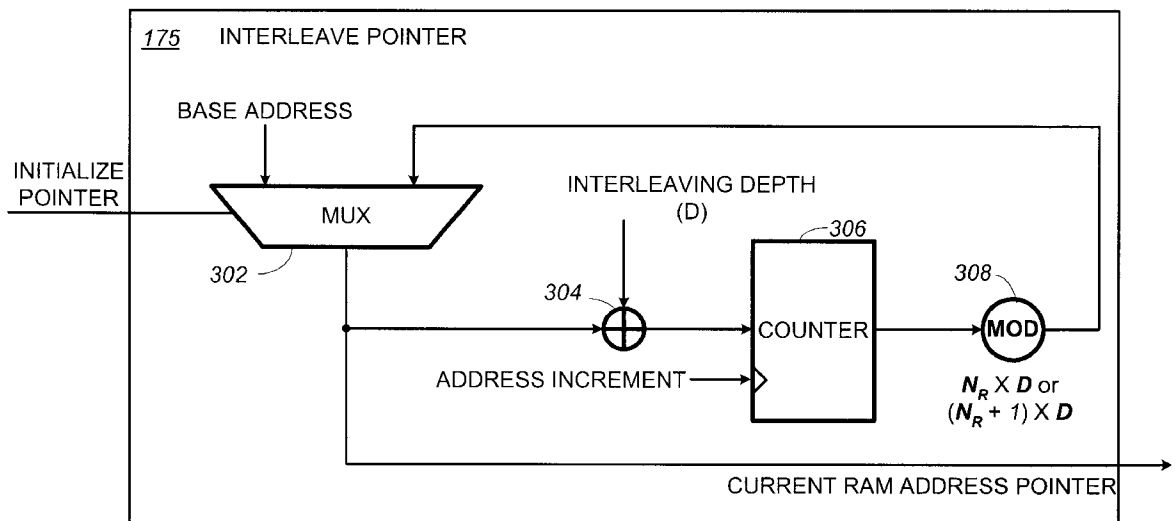 175 INTERLEAVE POINTER
BASE ADDRESS
INITIALIZE
POINTER
MUX
302
INTERLEAVING DEPTH
(D)
304
306
308
COUNTER
MOD
ADDRESS INCREMENT
N_R X D or
(N_R + 1) X D
CURRENT RAM ADDRESS POINTER